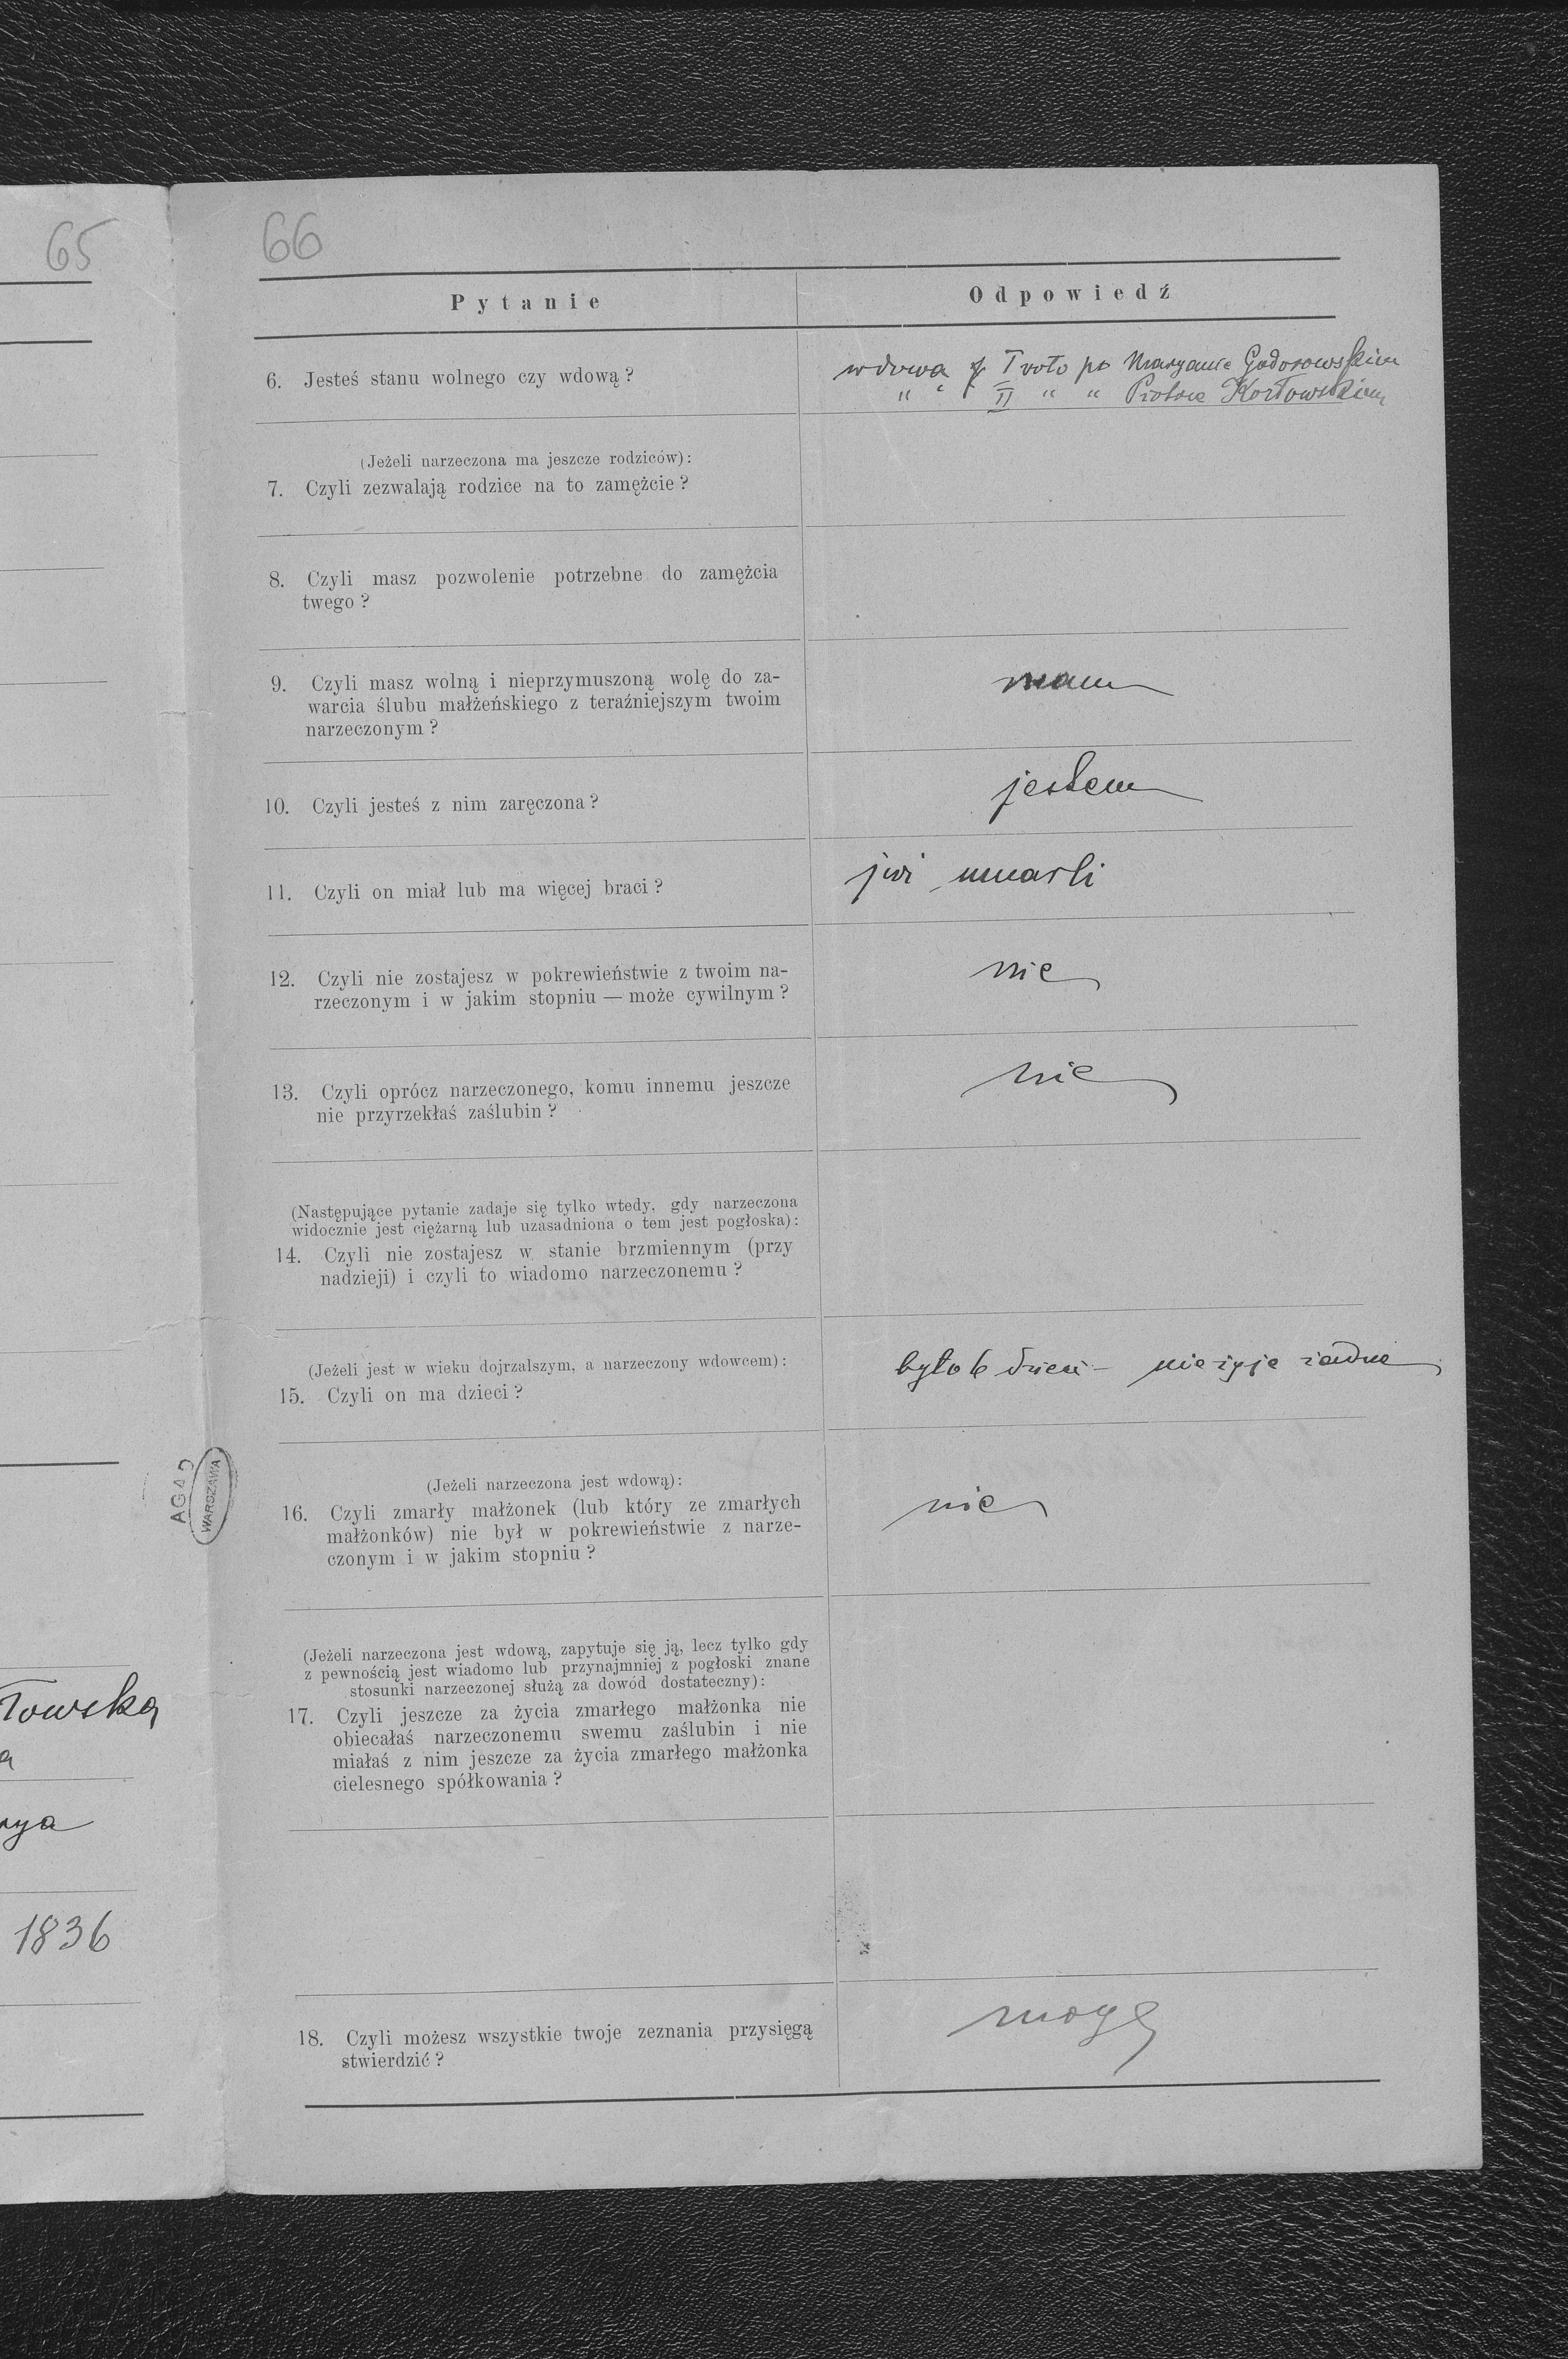 65
66
Pytanie
Odpowiedź
6. Jesteś stanu wolnego czy wdową?
wdowa I voto po Maryanie
" " II " " Piotrze Kozłowskim
(Jeżeli narzeczona ma jeszcze rodziców):
7. Czyli zezwalają rodzice na to zamężcie?
8. Czyli masz pozwolenie potrzebne do zamężcia
twego?
9. Czyli masz wolną i nieprzymuszoną wolę do za-
warcia ślubu małżeńskiego z teraźniejszym twoim
narzeczonym?
mam
10. Czyli jesteś z nim zaręczona?
jestem
11. Czyli on miał lub ma więcej braci?
już umarli
12. Czyli nie zostajesz w pokrewieństwie z twoim na-
rzeczonym i w jakim stopniu — może cywilnym?
nie
13. Czyli oprócz narzeczonego, komu innemu jeszcze
nie przyrzekłaś zaślubin?
nie
(Następujące pytanie zadaje się tylko wtedy, gdy narzeczona
widocznie jest ciężarną lub uzasadniona o tem jest pogłoska):
14. Czyli nie zostajesz w stanie brzmiennym (przy
nadzieji) i czyli to wiadomo narzeczonemu?
(Jeżeli jest w wieku dojrzalszym, a narzeczony wdowcem):
15. Czyli on ma dzieci?
było 6 dzieci - nie żyje żadne
(Jeżeli narzeczona jest wdową):
16. Czyli zmarły małżonek (lub który ze zmarłych
małżonków) nie był w pokrewieństwie z narze-
czonym i w jakim stopniu?
nie
(Jeżeli narzeczona jest wdową, zapytuje się ją, lecz tylko gdy
z pewnością jest wiadomo lub przynajmniej z pogłoski znane
stosunki narzeczonej służą za dowód dostateczny):
17. Czyli jeszcze za życia zmarłego małżonka nie
obiecałaś narzeczonemu swemu zaślubin i nie
miałaś z nim jeszcze za życia zmarłego małżonka
cielesnego spółkowania?
18. Czyli możesz wszystkie twoje zeznania przysięgą
stwierdzić?
mogę
AGAD
WARSZAWA
łowska
a
rya
1836